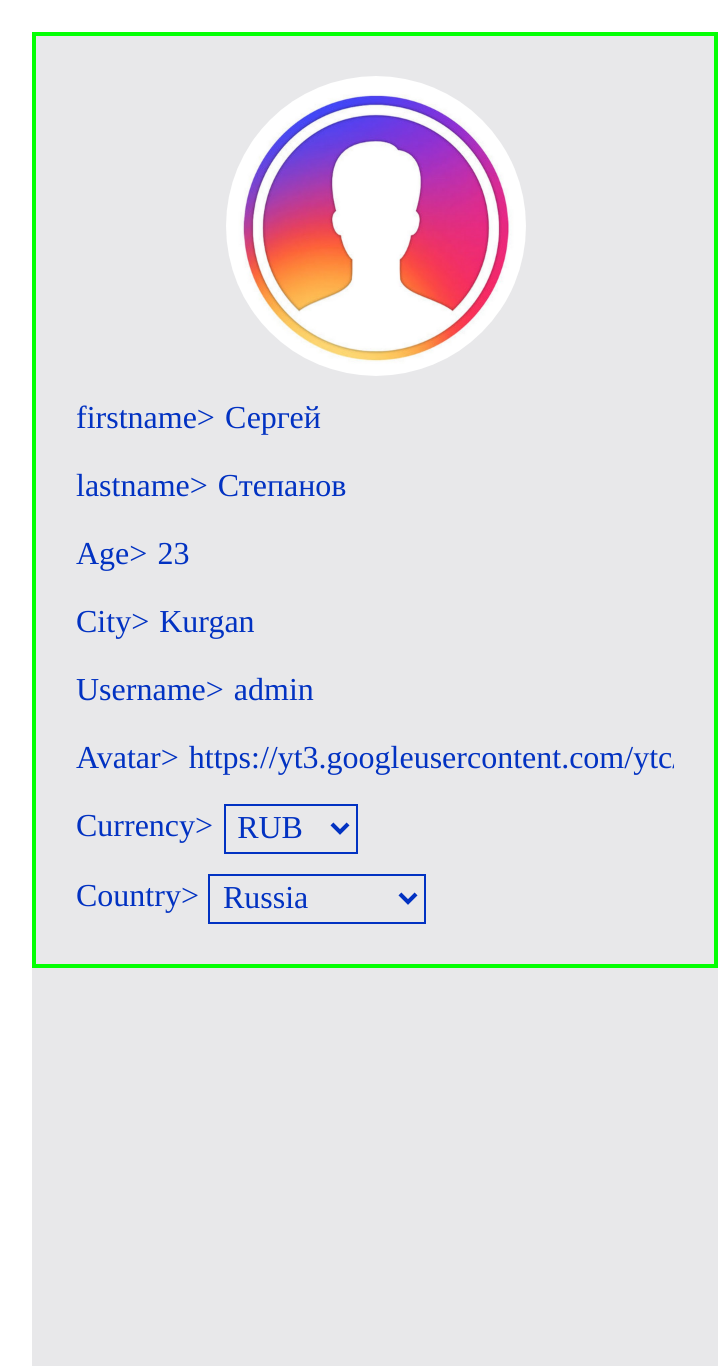 firstname> Сергей
lastname> Степанов
Age> 23
City> Kurgan
Username> admin
Avatar> https://yt3.googleusercontent.com/ytc/
Currency> RUB
Country> Russia